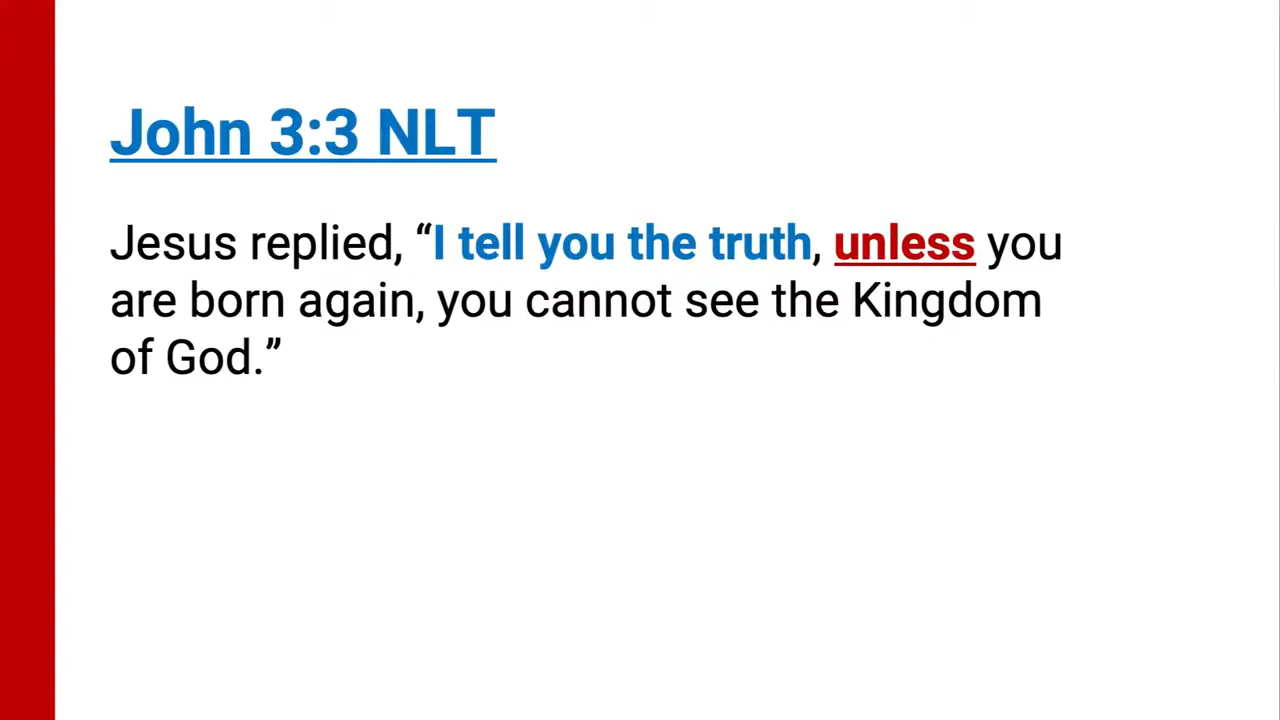 John 3:3 NLT
Jesus replied, “I tell you the truth, unless you
are born again, you cannot see the Kingdom
of God.”